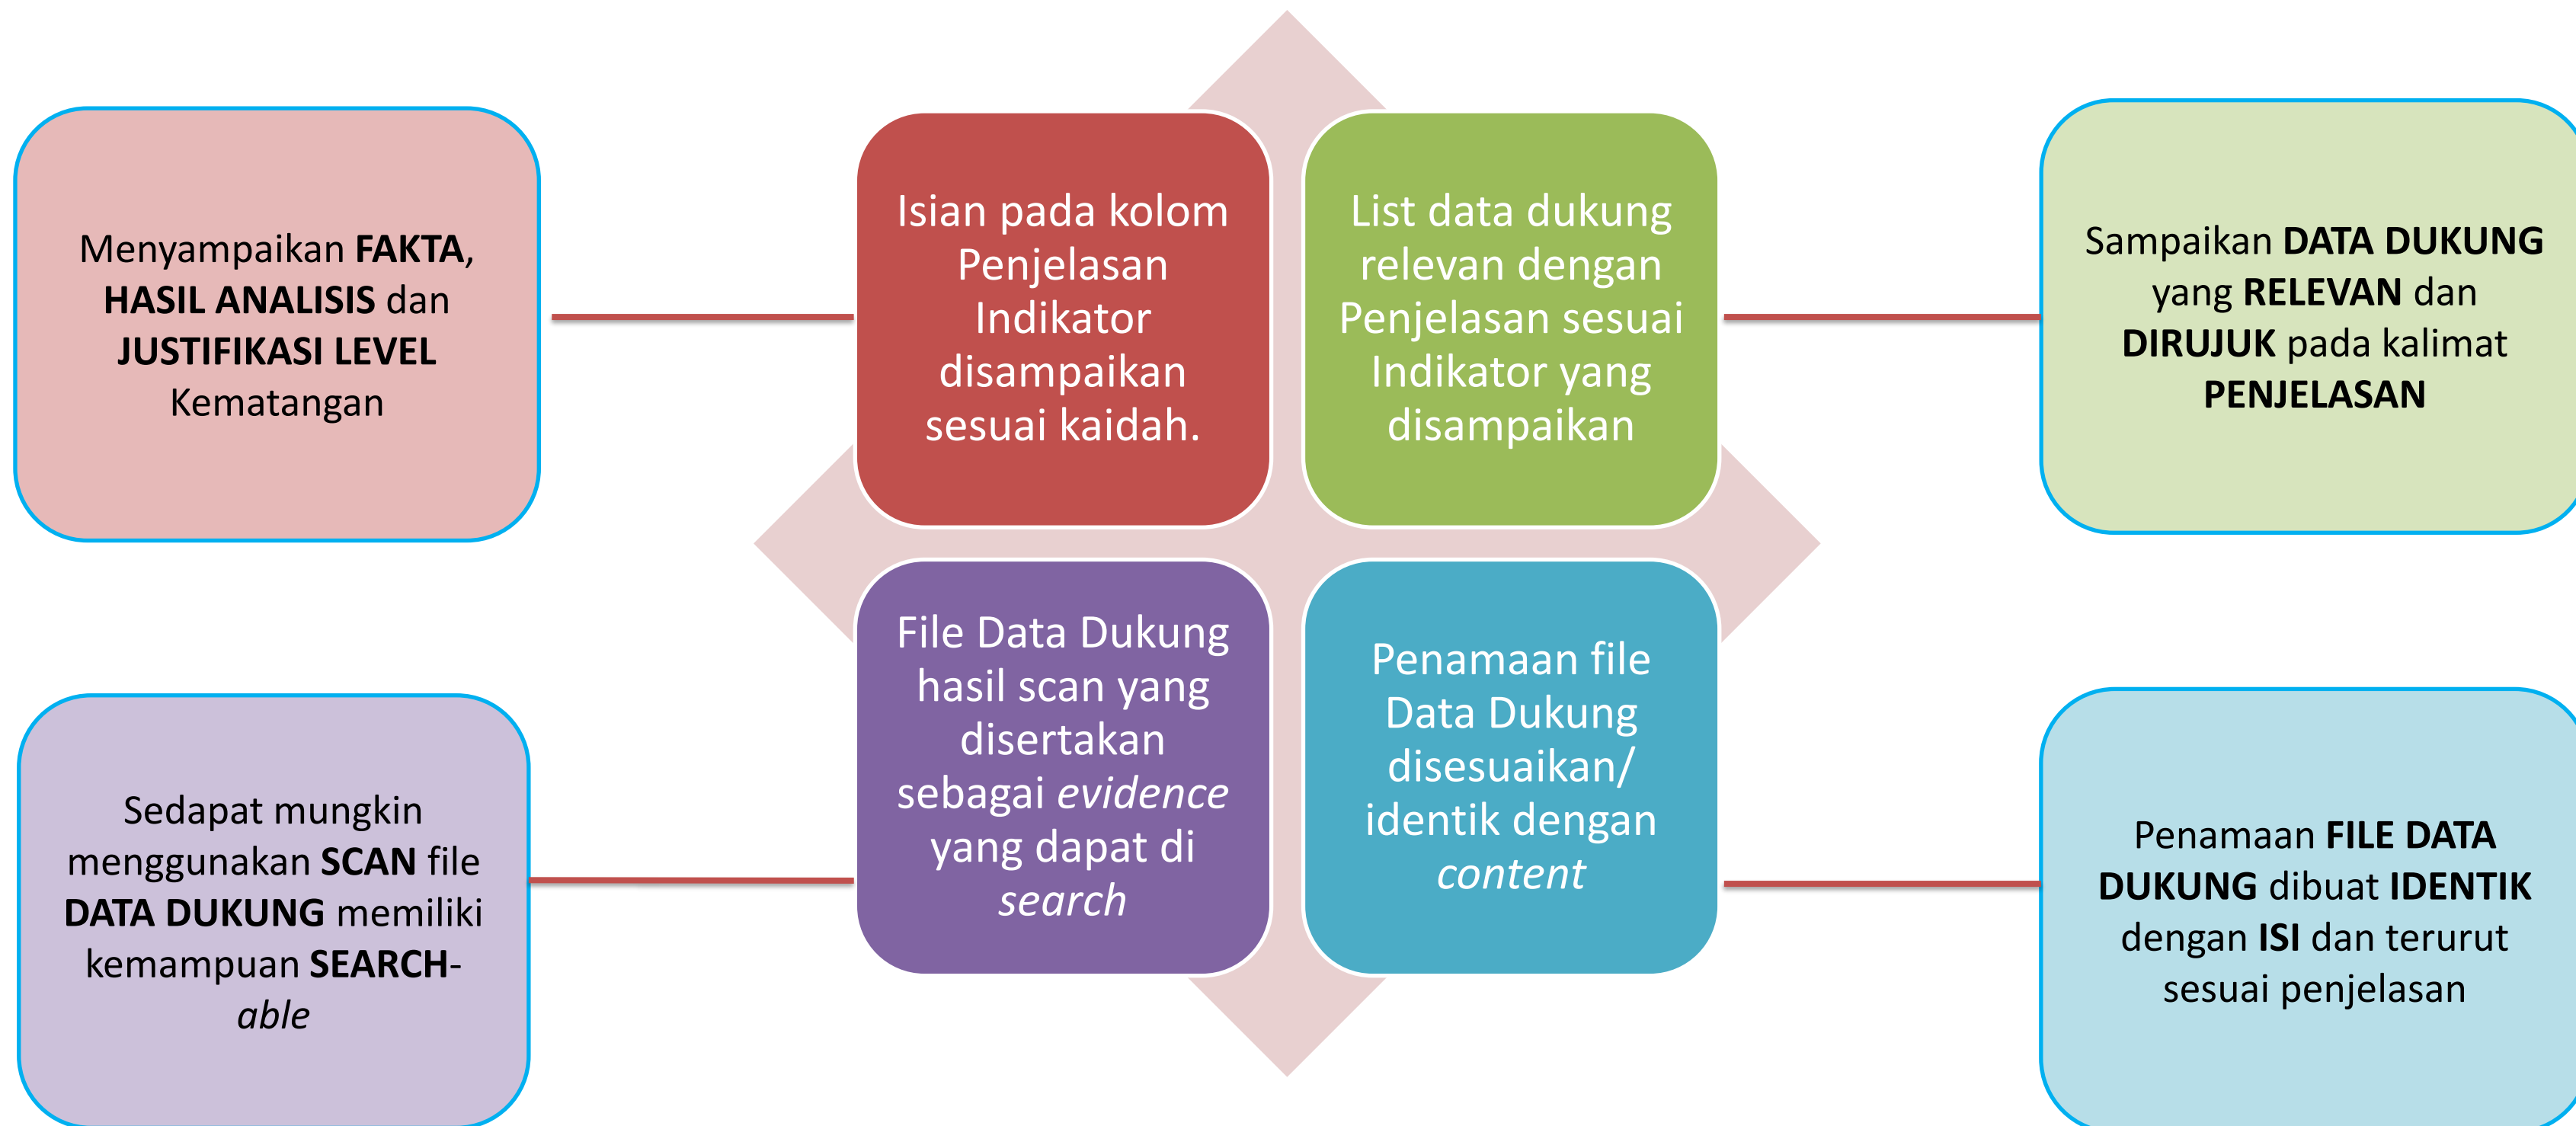 Menyampaikan FAKTA,
HASIL ANALISIS dan
JUSTIFIKASI LEVEL
Kematangan
Isian pada kolom
Penjelasan
Indikator
disampaikan
sesuai kaidah.
List data dukung
relevan dengan
Penjelasan sesuai
Indikator yang
disampaikan
Sampaikan DATA DUKUNG
yang RELEVAN dan
DIRUJUK pada kalimat
PENJELASAN
Sedapat mungkin
menggunakan SCAN file
DATA DUKUNG memiliki
kemampuan SEARCH-
able
File Data Dukung
hasil scan yang
disertakan
sebagai evidence
yang dapat di
search
Penamaan file
Data Dukung
disesuaikan/
identik dengan
content
Penamaan FILE DATA
DUKUNG dibuat IDENTIK
dengan ISI dan terurut
sesuai penjelasan